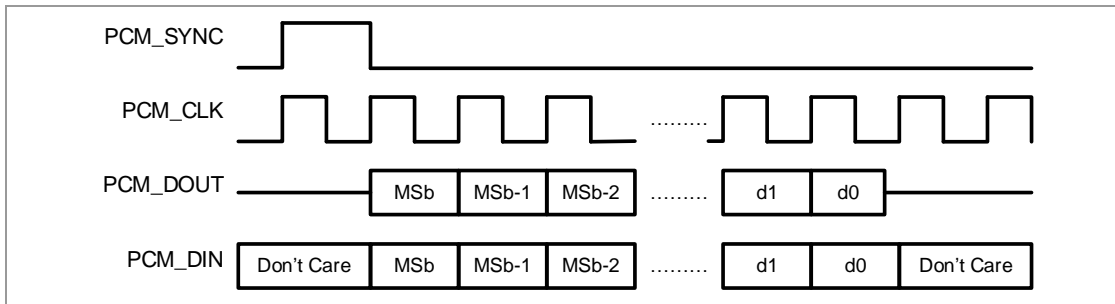 PCM_SYNC
PCM_CLK
.........
PCM_DOUT
MSb MSb-1 MSb-2 ......... d1 d0
PCM_DIN
Don't Care MSb MSb-1 MSb-2 ......... d1 d0 Don't Care